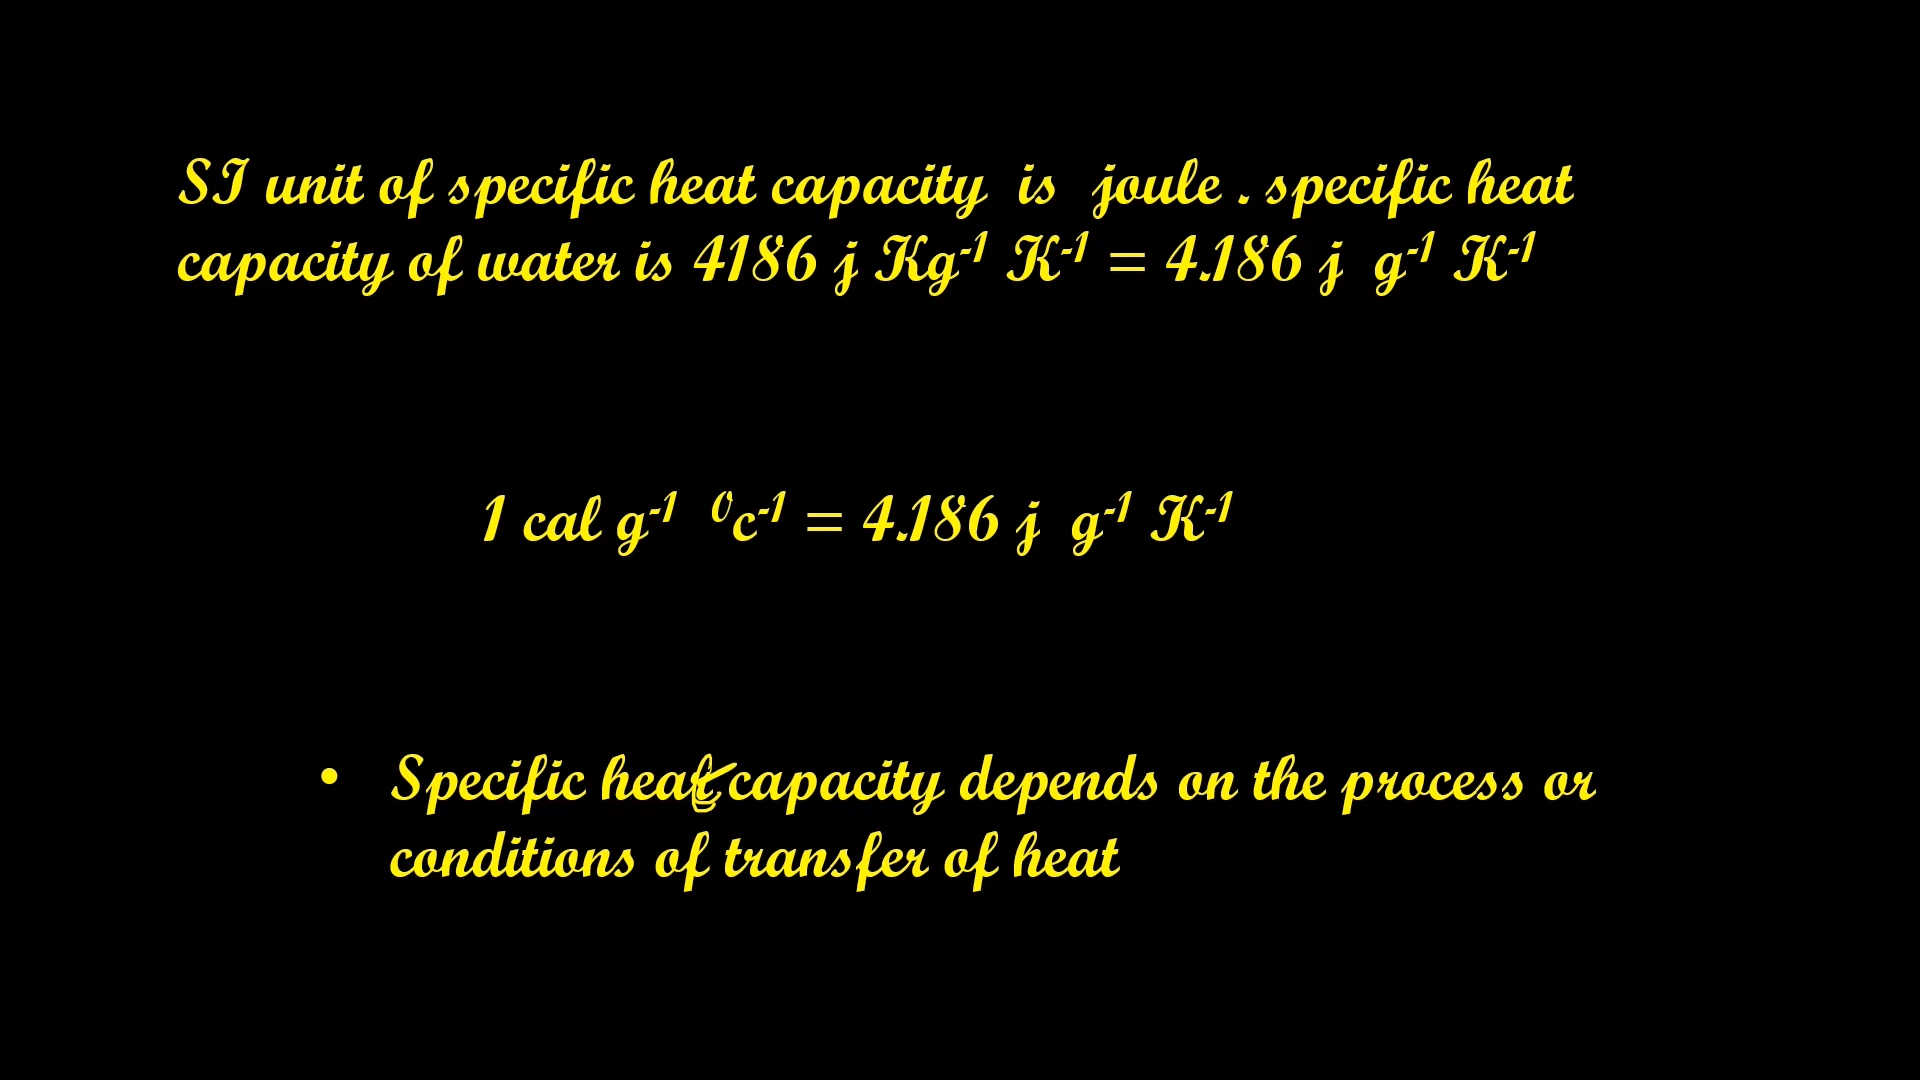 SI unit of specific heat capacity is joule . specific heat
capacity of water is 4186 j Kg⁻¹ K⁻¹ = 4.186 j g⁻¹ K⁻¹
1 cal g⁻¹ ⁰c⁻¹ = 4.186 j g⁻¹ K⁻¹
• Specific heat capacity depends on the process or
conditions of transfer of heat